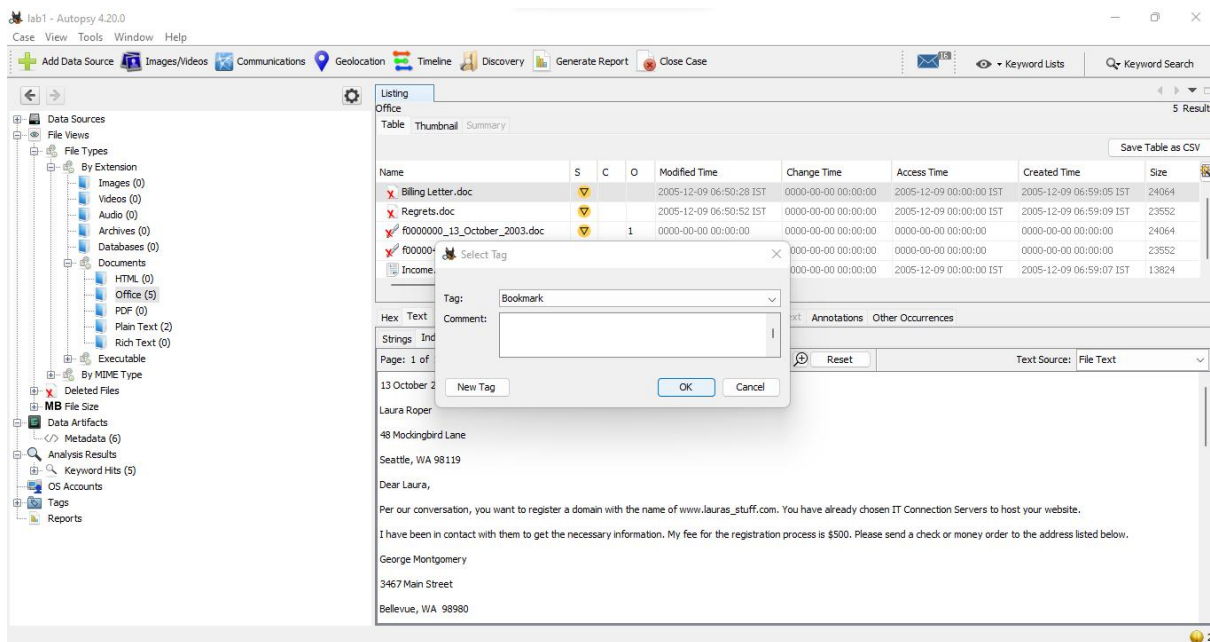 lab1 - Autopsy 4.20.0
Case View Tools Window Help
Add Data Source Images/Videos Communications Geolocation Timeline Discovery Generate Report Close Case 16 Keyword Lists Keyword Search
Data Sources
File Views
File Types
By Extension
Images (0)
Videos (0)
Audio (0)
Archives (0)
Databases (0)
Documents
HTML (0)
Office (5)
PDF (0)
Plain Text (2)
Rich Text (0)
Executable
By MIME Type
Deleted Files
MB File Size
Data Artifacts
Metadata (6)
Analysis Results
Keyword Hits (5)
OS Accounts
Tags
Reports
Listing
Office 5 Result
Table Thumbnail Summary
Save Table as CSV
Name S C O Modified Time Change Time Access Time Created Time Size
Billing Letter.doc 2005-12-09 06:50:28 IST 0000-00-00 00:00:00 2005-12-09 00:00:00 IST 2005-12-09 06:59:05 IST 24064
Regrets.doc 2005-12-09 06:50:52 IST 0000-00-00 00:00:00 2005-12-09 00:00:00 IST 2005-12-09 06:59:09 IST 23552
f0000000_13_October_2003.doc 1 0000-00-00 00:00:00 0000-00-00 00:00:00 0000-00-00 00:00:00 0000-00-00 00:00:00 24064
f00000 000-00-00 00:00:00 0000-00-00 00:00:00 0000-00-00 00:00:00 23552
Income. 000-00-00 00:00:00 2005-12-09 00:00:00 IST 2005-12-09 06:59:07 IST 13824
Select Tag
Tag: Bookmark
Comment:
New Tag OK Cancel
Hex Text Annotations Other Occurrences
Strings Ind
Page: 1 of Reset Text Source: File Text
13 October 2
Laura Roper
48 Mockingbird Lane
Seattle, WA 98119
Dear Laura,
Per our conversation, you want to register a domain with the name of www.lauras_stuff.com. You have already chosen IT Connection Servers to host your website.
I have been in contact with them to get the necessary information. My fee for the registration process is $500. Please send a check or money order to the address listed below.
George Montgomery
3467 Main Street
Bellevue, WA 98980